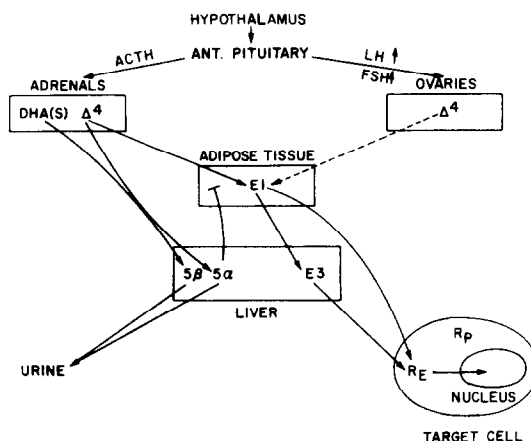 HYPOTHALAMUS
ACTH
ANT. PITUITARY
LH
FSH
ADRENALS
OVARIES
DHA(S) Δ4
Δ4
ADIPOSE TISSUE
E1
5β 5α
E3
LIVER
URINE
RP
RE
NUCLEUS
TARGET CELL